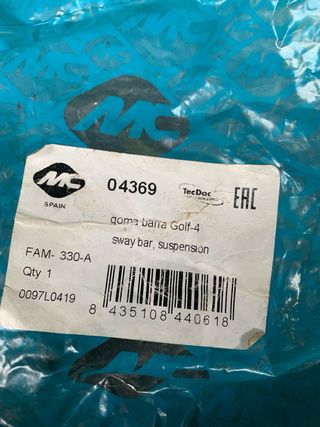 MC
MC
04369
TecDoc
EAC
SPAIN
goma barra Golf-4
sway bar, suspension
FAM- 330-A
Qty 1
0097L0419
8 435108 440618